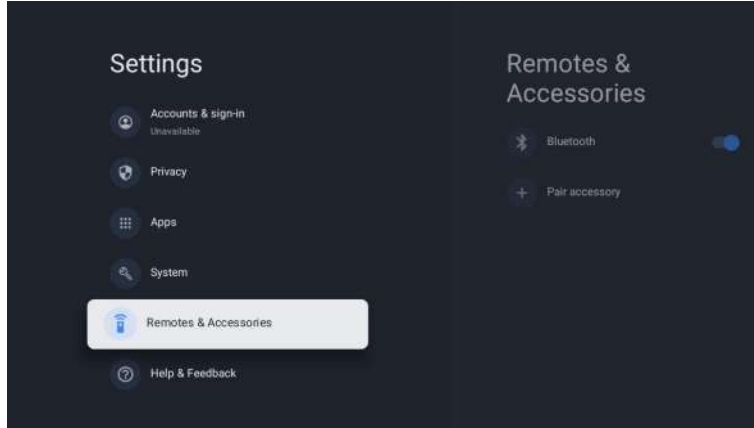 Settings
Accounts & sign-in
Unavailable
Privacy
Apps
System
Remotes & Accessories
Help & Feedback
Remotes &
Accessories
Bluetooth
Pair accessory